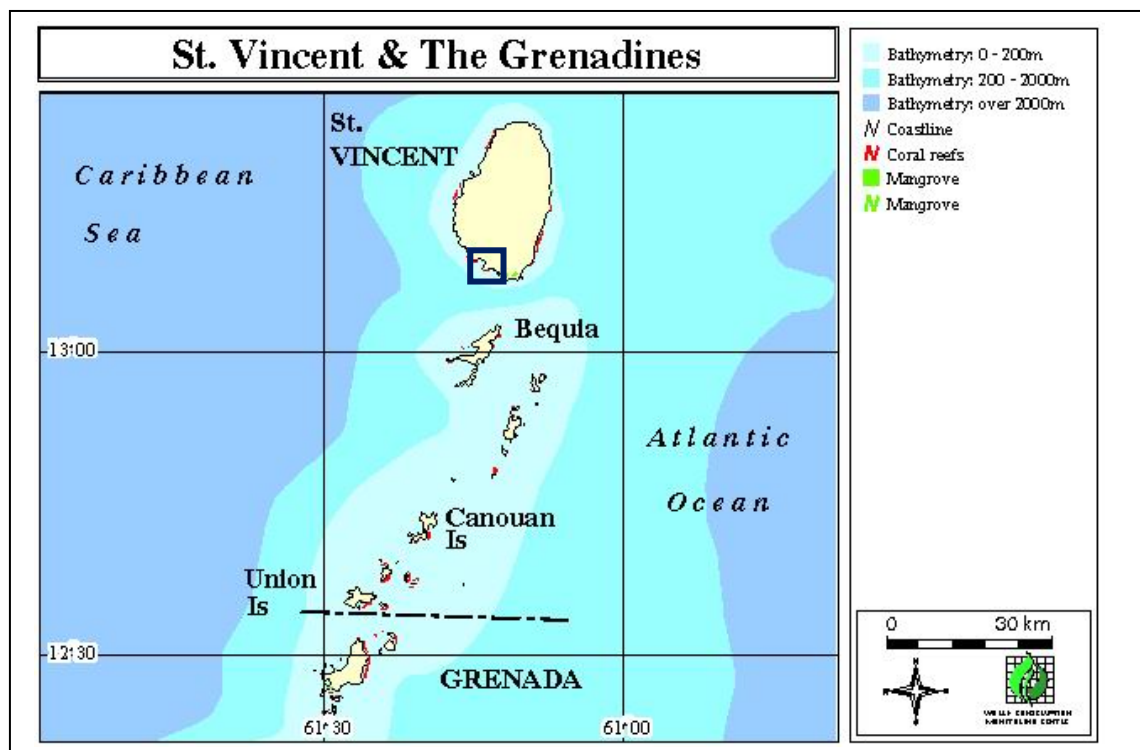 St. Vincent & The Grenadines
St.
VINCENT
Caribbean
Sea
Bequia
13°00
Atlantic
Ocean
Canouan
Is
Union
Is
12°30
GRENADA
61°30
61°00
Bathymetry: 0 - 200m
Bathymetry: 200 - 2000m
Bathymetry: over 2000m
Coastline
Coral reefs
Mangrove
Mangrove
0
30 km
N
MONITORING CENTRE